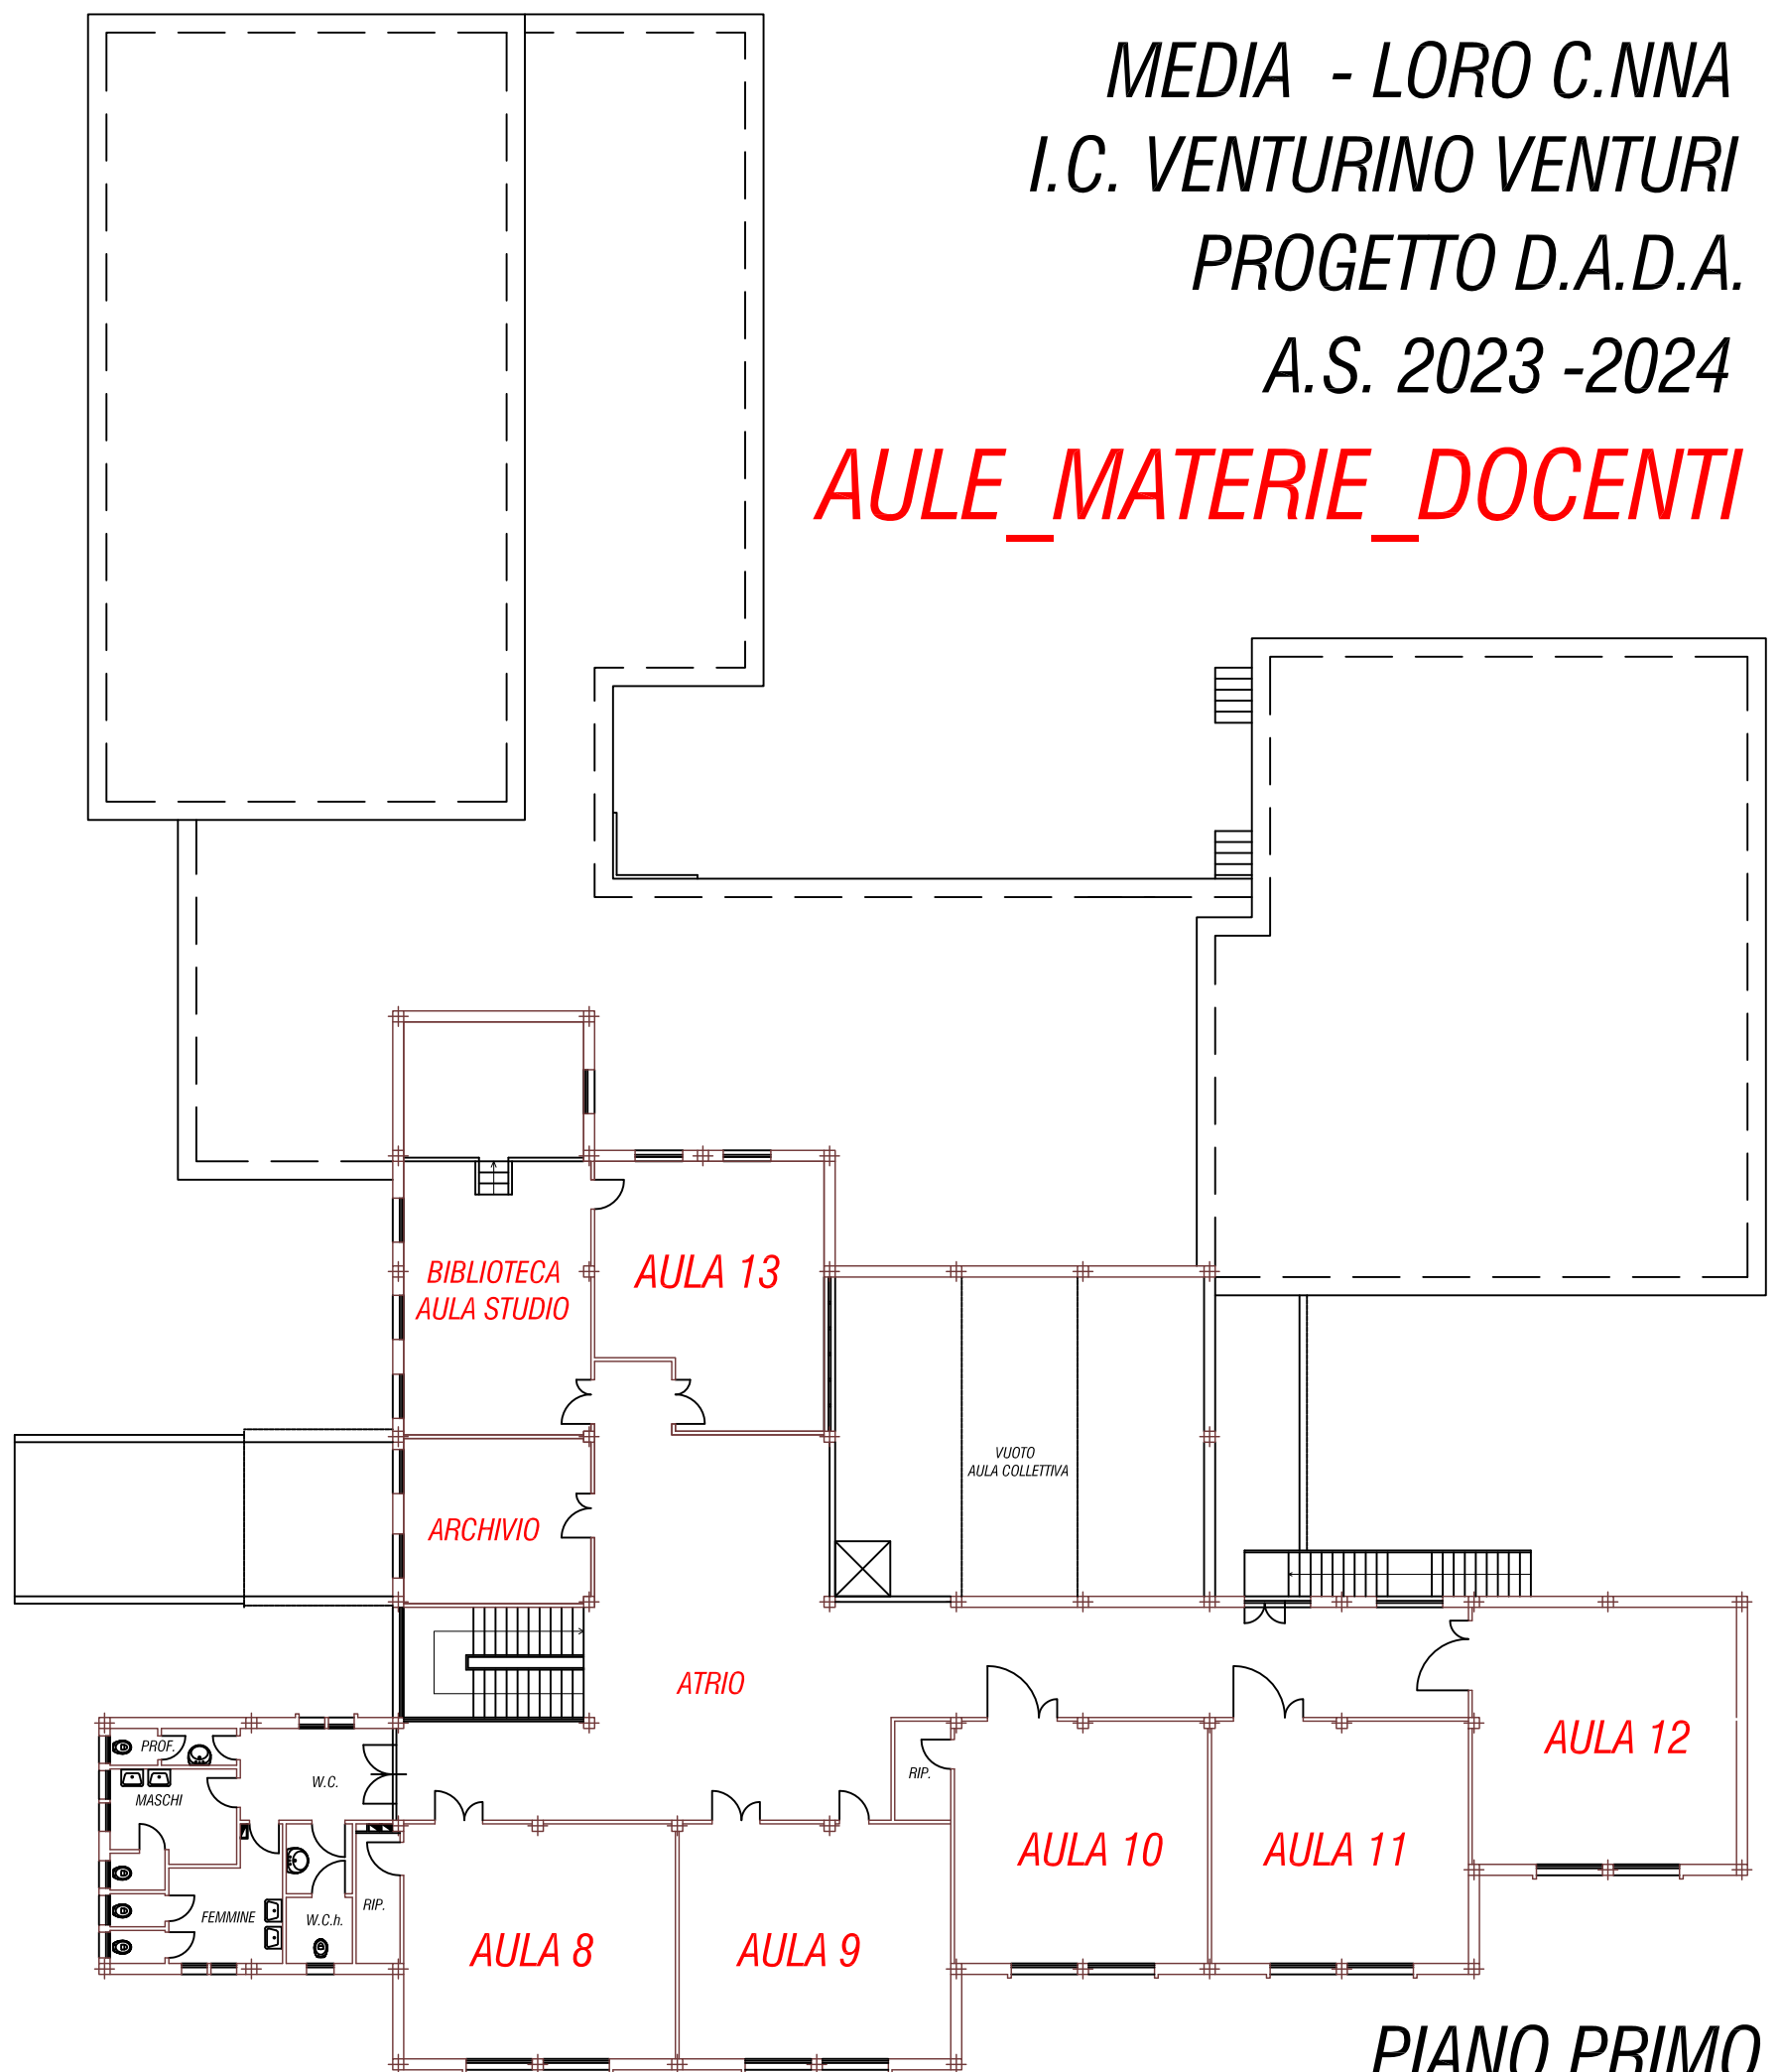 MEDIA - LORO C.NNA
I.C. VENTURINO VENTURI
PROGETTO D.A.D.A.
A.S. 2023 -2024
AULE_MATERIE_DOCENTI
BIBLIOTECA
AULA STUDIO
AULA 13
VUOTO
AULA COLLETTIVA
ARCHIVIO
ATRIO
AULA 12
PROF.
W.C.
RIP.
MASCHI
AULA 10
AULA 11
RIP.
FEMMINE
W.C.h.
AULA 8
AULA 9
PIANO PRIMO